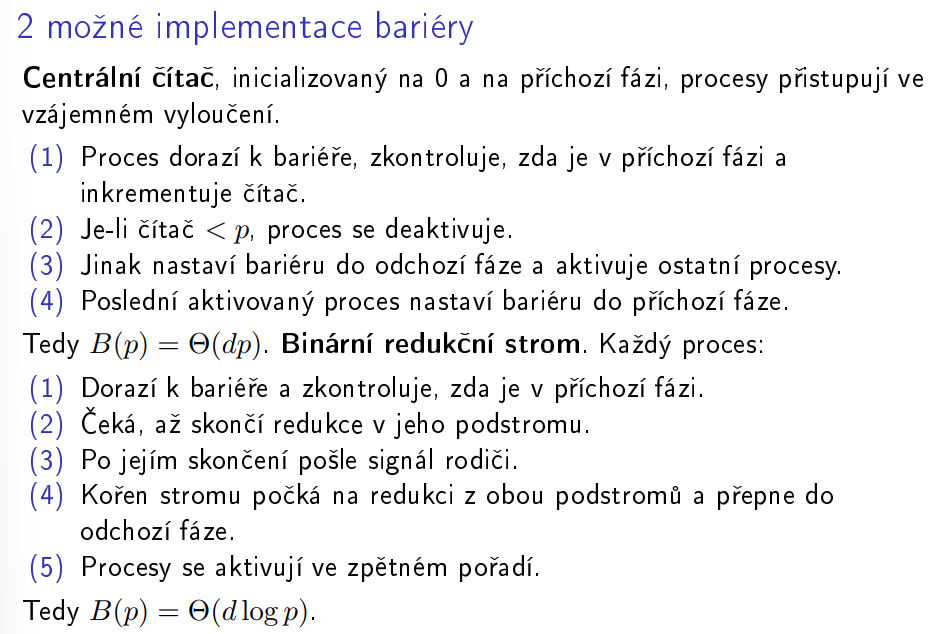 2 možné implementace bariéry
Centrální čítač, inicializovaný na 0 a na příchozí fázi, procesy přistupují ve
vzájemném vyloučení.
(1) Proces dorazí k bariéře, zkontroluje, zda je v příchozí fázi a
inkrementuje čítač.
(2) Je-li čítač < p, proces se deaktivuje.
(3) Jinak nastaví bariéru do odchozí fáze a aktivuje ostatní procesy.
(4) Poslední aktivovaný proces nastaví bariéru do příchozí fáze.
Tedy B(p) = Θ(dp). Binární redukční strom. Každý proces:
(1) Dorazí k bariéře a zkontroluje, zda je v příchozí fázi.
(2) Čeká, až skončí redukce v jeho podstromu.
(3) Po jejím skončení pošle signál rodiči.
(4) Kořen stromu počká na redukci z obou podstromů a přepne do
odchozí fáze.
(5) Procesy se aktivují ve zpětném pořadí.
Tedy B(p) = Θ(d log p).